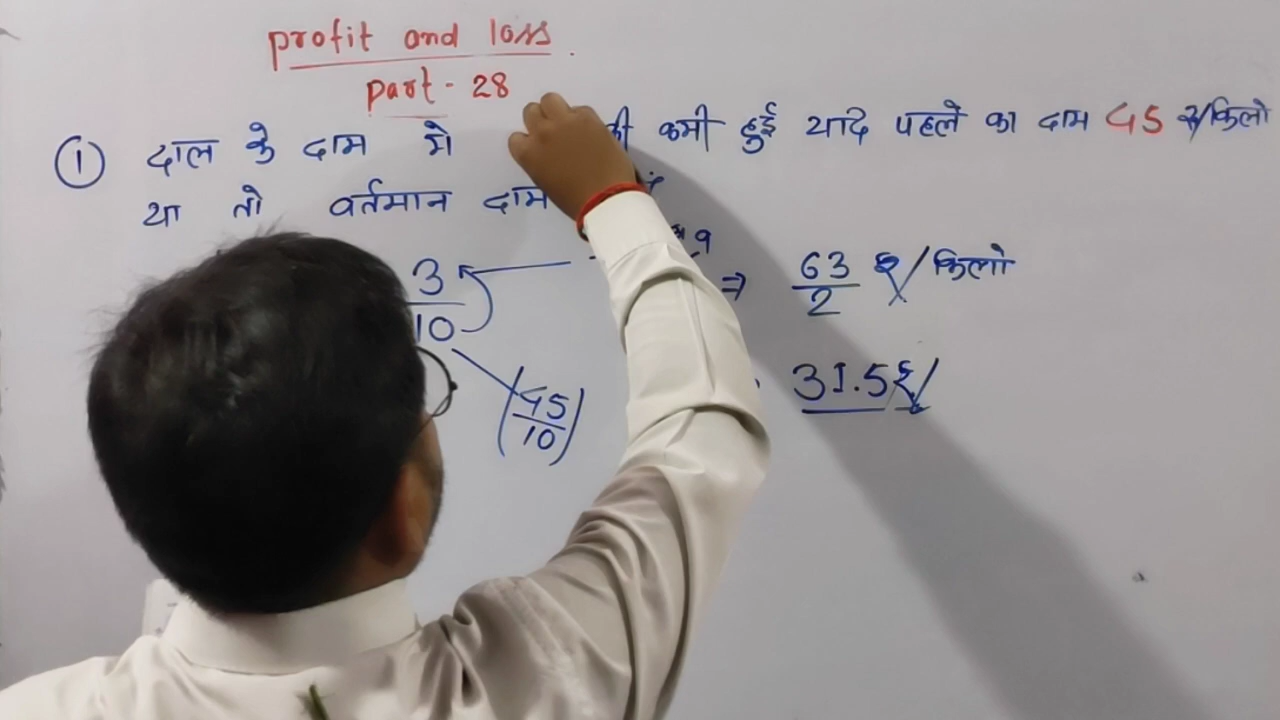 profit and loss
part - 28
① दाल के दाम मे की कमी हुई यदि पहले का दाम 45 रु/किलो
था तो वर्तमान दाम
3
10
9
⇒ 63/2 रु/किलो
(45/10)
31.5रु/